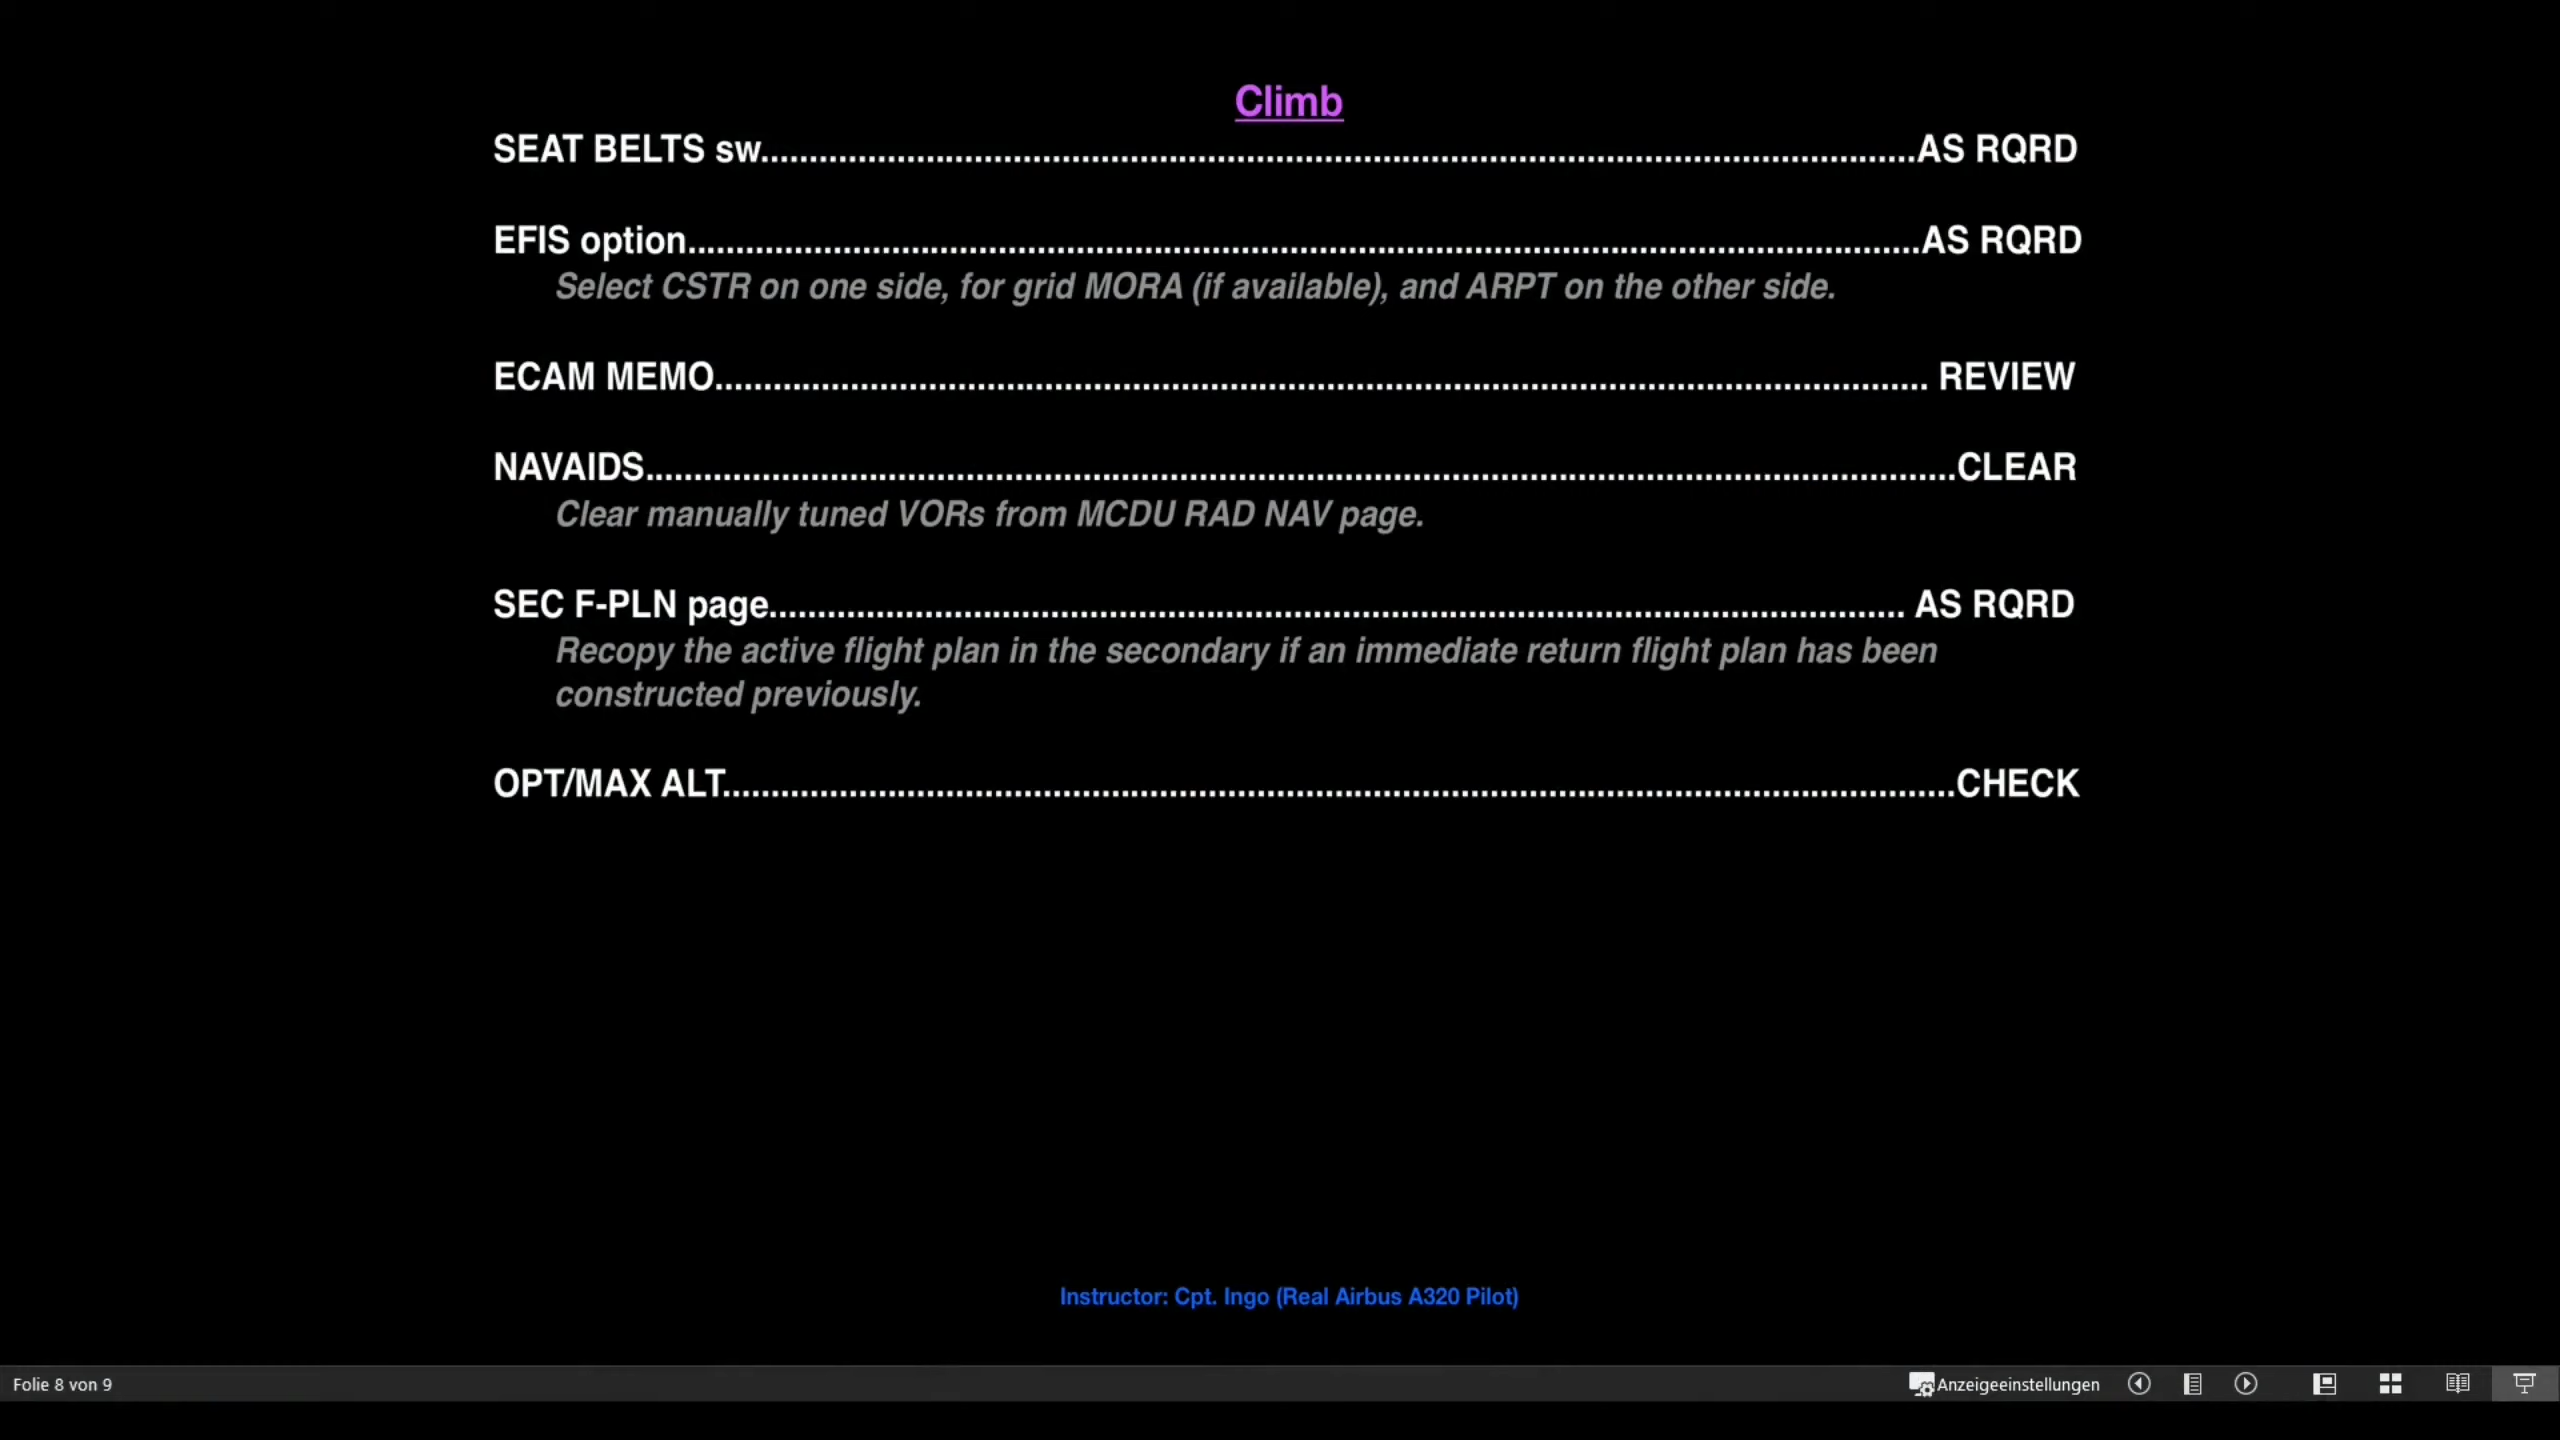 Climb
SEAT BELTS sw........................................................................................................................AS RQRD
EFIS option................................................................................................................................AS RQRD
Select CSTR on one side, for grid MORA (if available), and ARPT on the other side.
ECAM MEMO.............................................................................................................................. REVIEW
NAVAIDS........................................................................................................................................CLEAR
Clear manually tuned VORs from MCDU RAD NAV page.
SEC F-PLN page...................................................................................................................... AS RQRD
Recopy the active flight plan in the secondary if an immediate return flight plan has been
constructed previously.
OPT/MAX ALT................................................................................................................................CHECK
Instructor: Cpt. Ingo (Real Airbus A320 Pilot)
Folie 8 von 9
Anzeigeeinstellungen